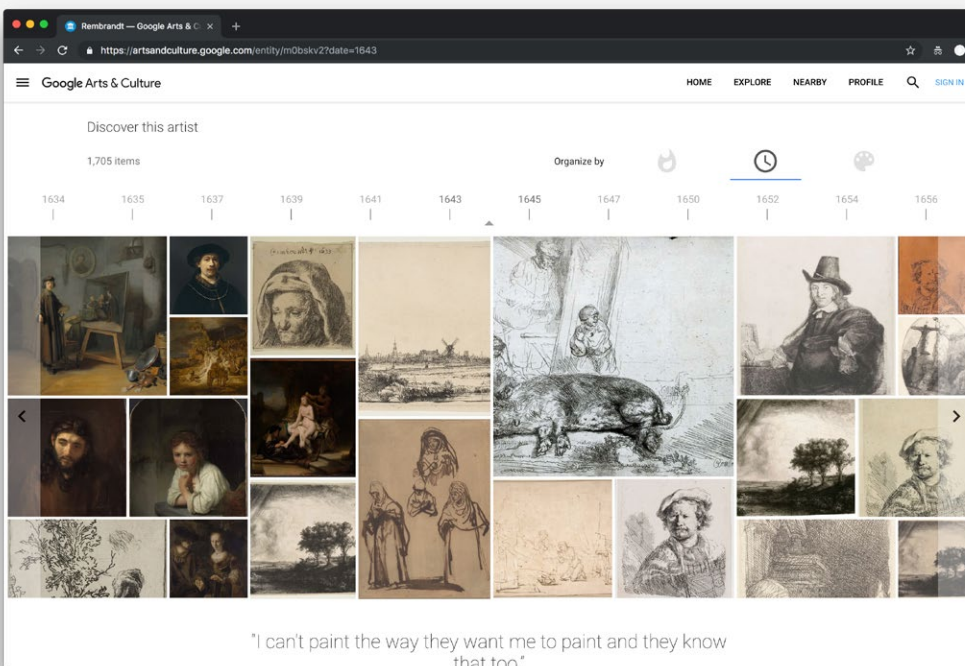 Rembrandt — Google Arts & C
https://artsandculture.google.com/entity/m0bskv2?date=1643
Google Arts & Culture
HOME EXPLORE NEARBY PROFILE SIGN IN
Discover this artist
1,705 items
Organize by
1634 1635 1637 1639 1641 1643 1645 1647 1650 1652 1654 1656
"I can't paint the way they want me to paint and they know
that too."